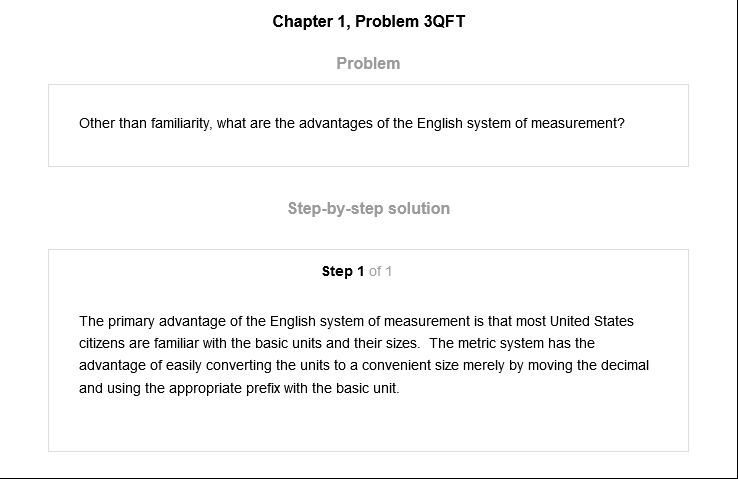 Chapter 1, Problem 3QFT
Problem
Other than familiarity, what are the advantages of the English system of measurement?
Step-by-step solution
Step 1 of 1
The primary advantage of the English system of measurement is that most United States
citizens are familiar with the basic units and their sizes.  The metric system has the
advantage of easily converting the units to a convenient size merely by moving the decimal
and using the appropriate prefix with the basic unit.